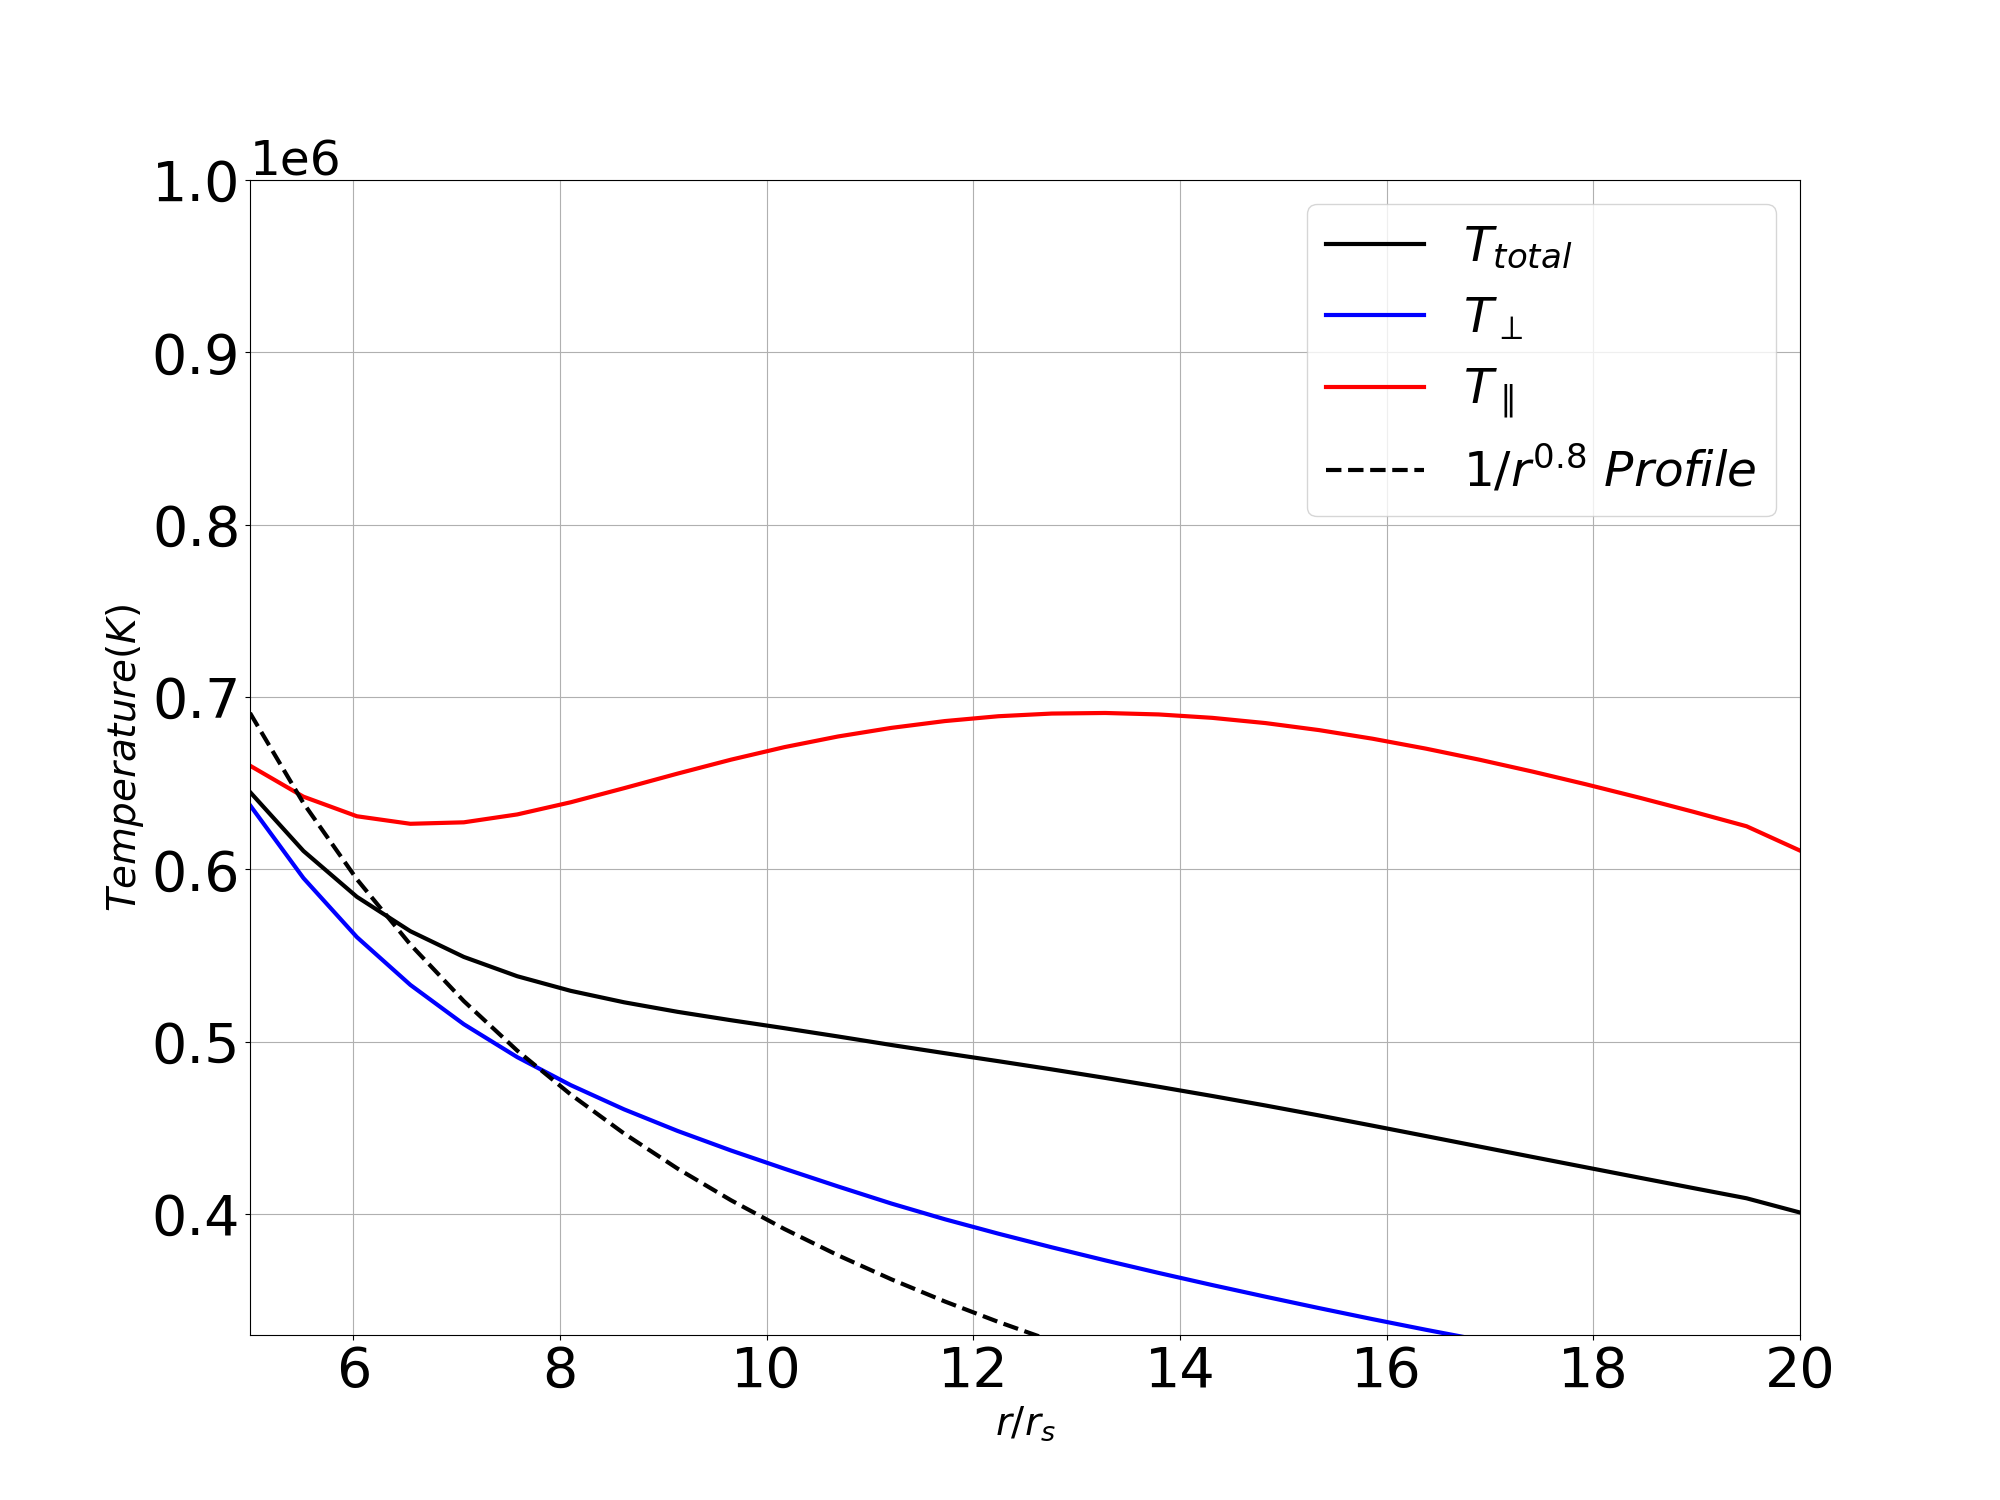 1e6
1.0
0.9
0.8
0.7
0.6
0.5
0.4
Temperature(K)
T_total
T_⊥
T_∥
1/r^0.8 Profile
6 8 10 12 14 16 18 20
r/r_s